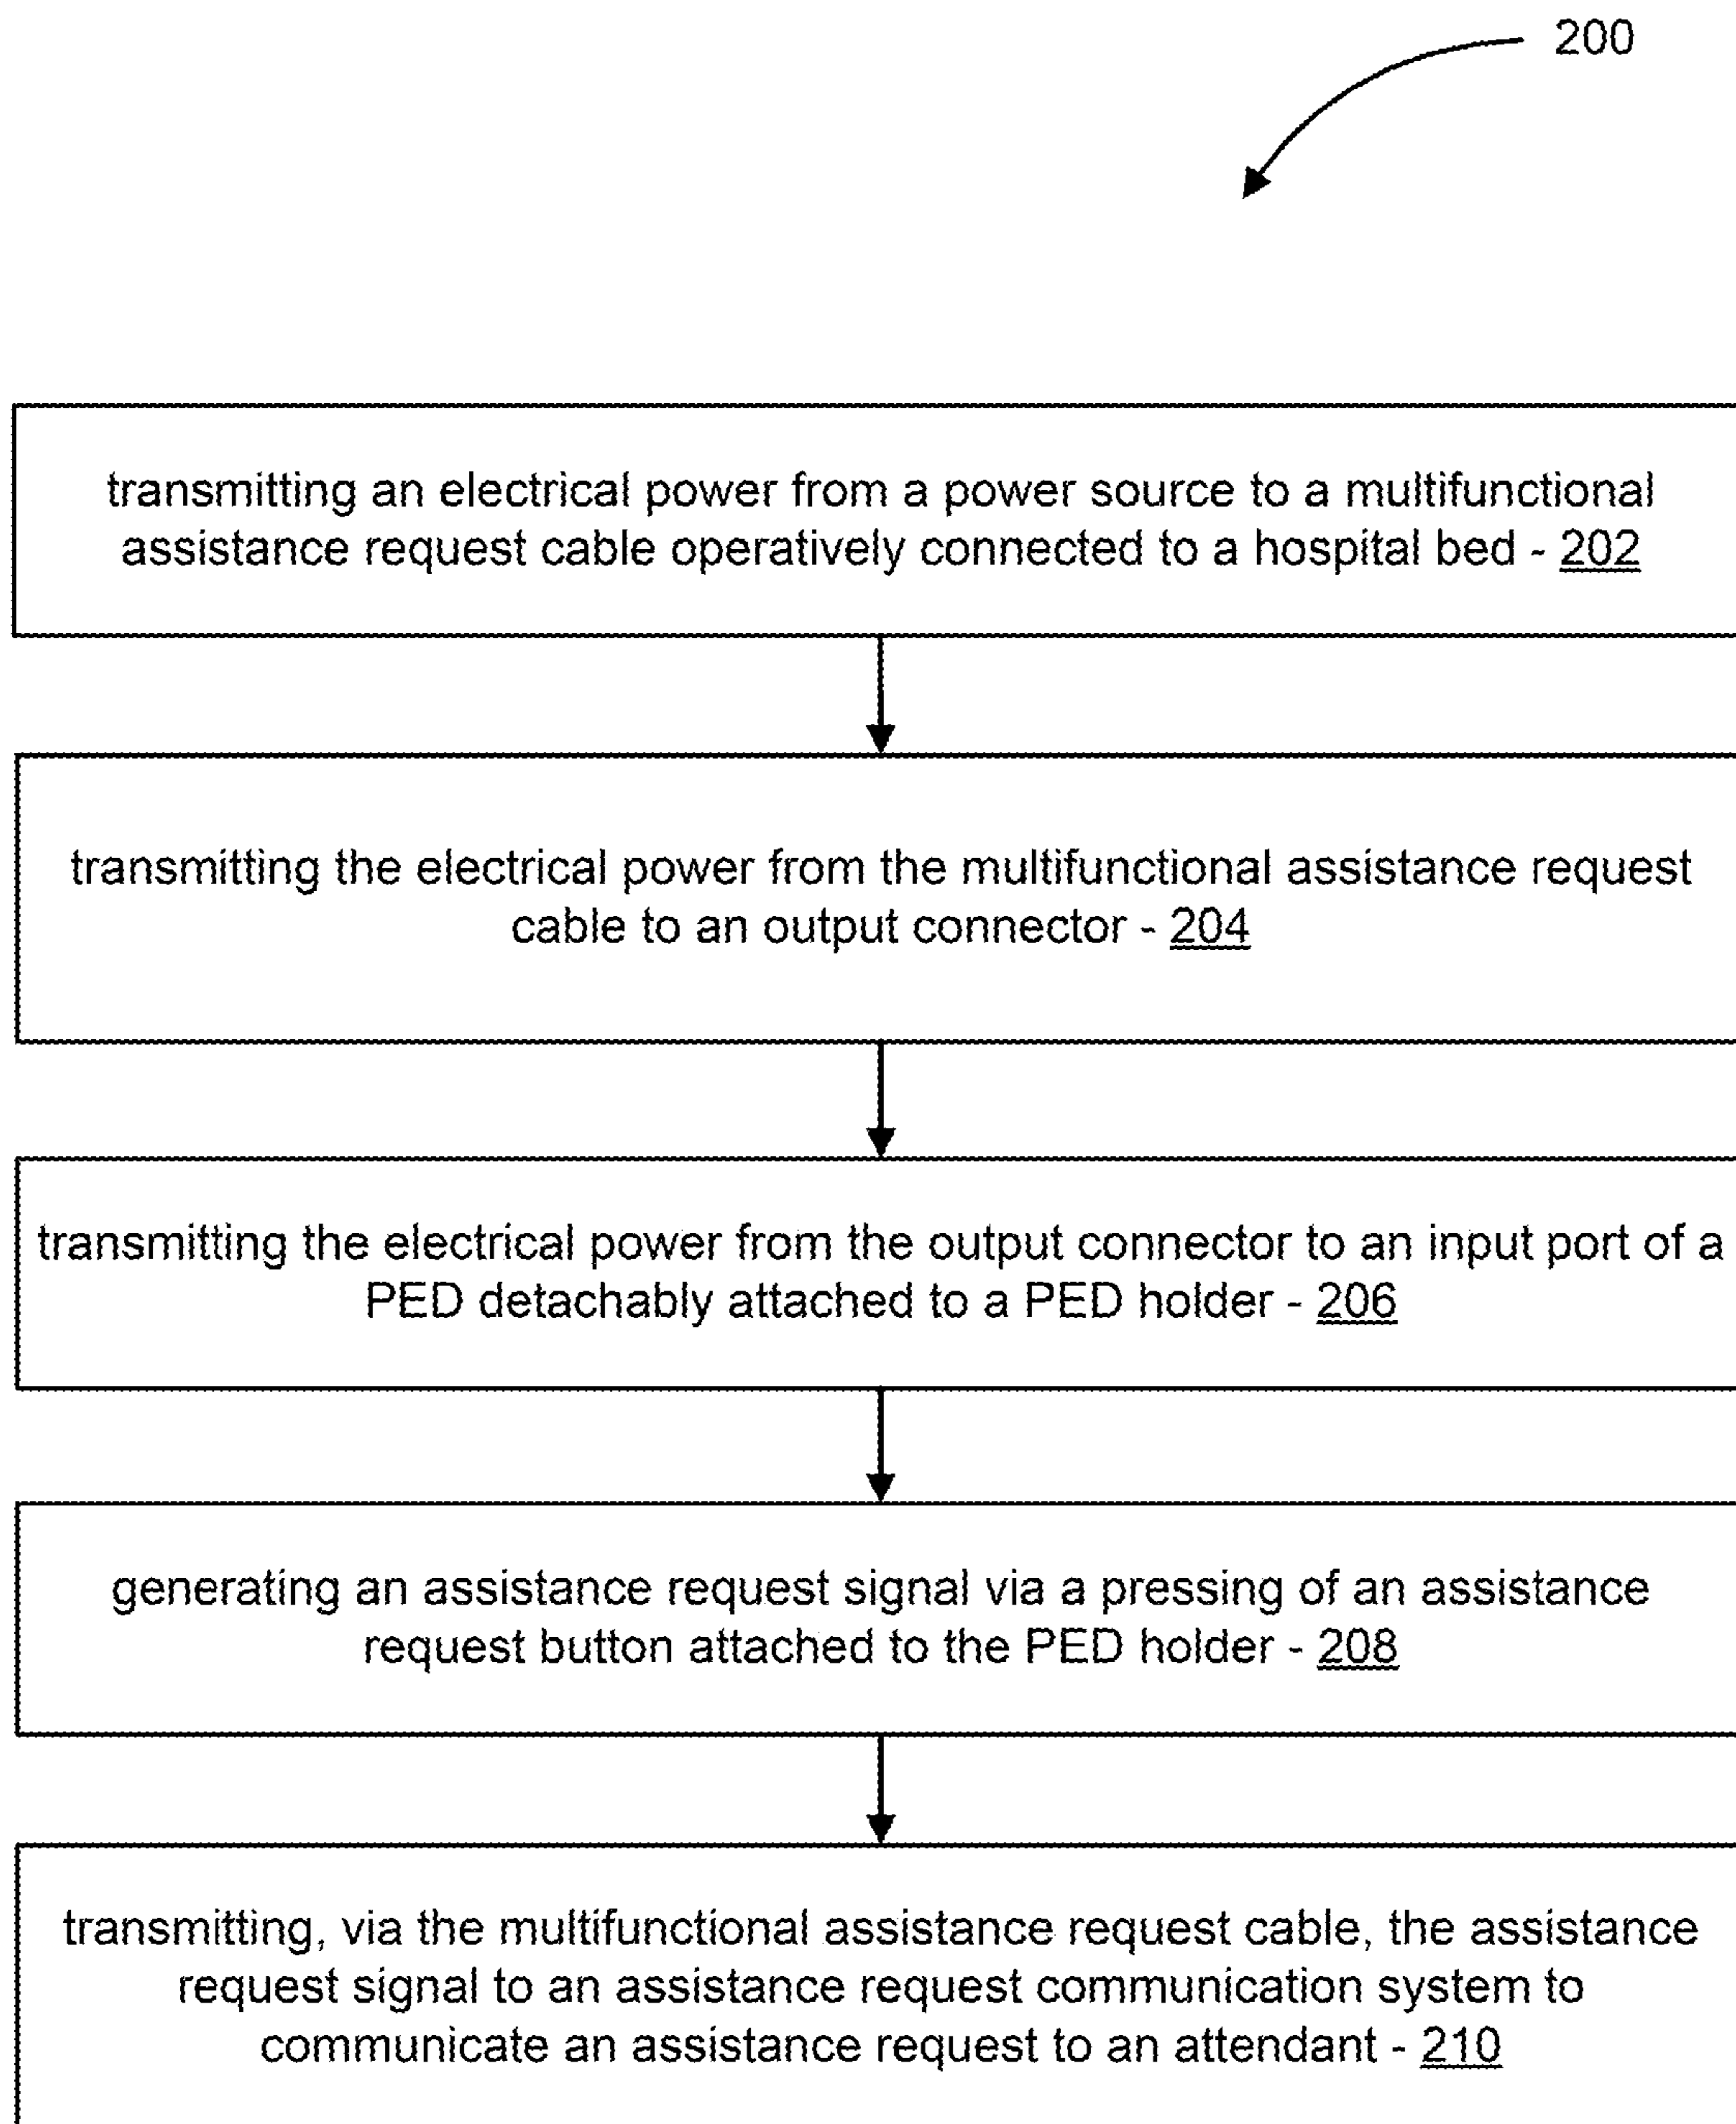 200
transmitting an electrical power from a power source to a multifunctional
assistance request cable operatively connected to a hospital bed - 202
transmitting the electrical power from the multifunctional assistance request
cable to an output connector - 204
transmitting the electrical power from the output connector to an input port of a
PED detachably attached to a PED holder - 206
generating an assistance request signal via a pressing of an assistance
request button attached to the PED holder - 208
transmitting, via the multifunctional assistance request cable, the assistance
request signal to an assistance request communication system to
communicate an assistance request to an attendant - 210